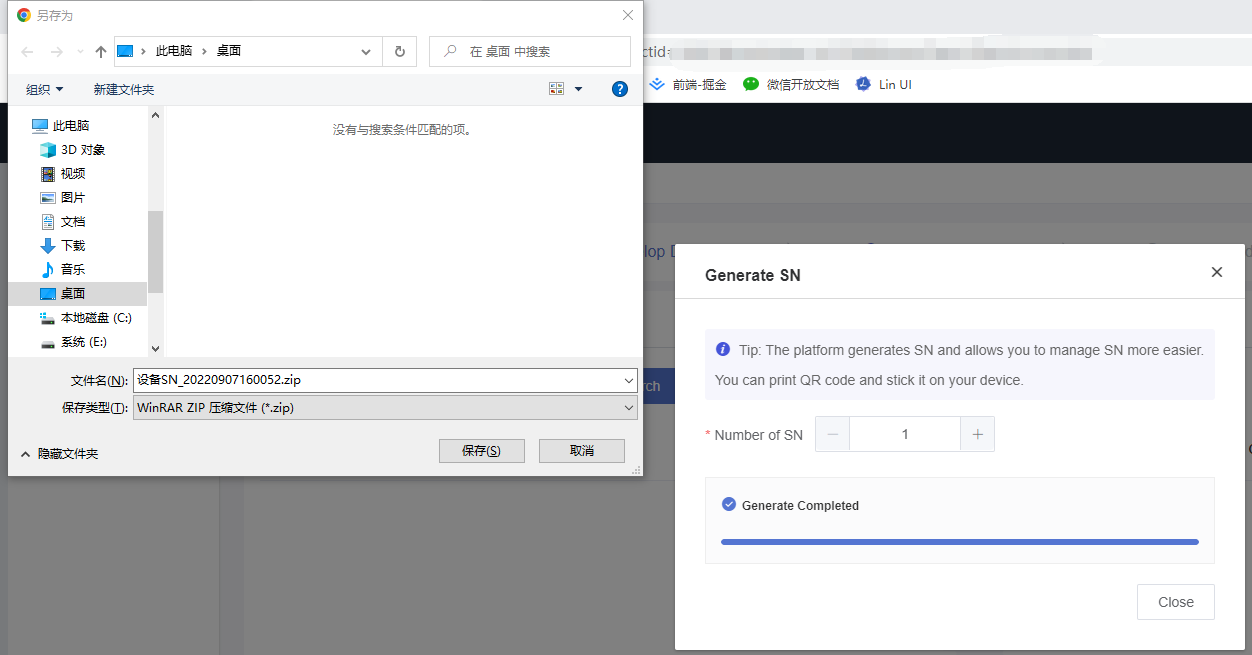 另存为
此电脑
桌面
在 桌面 中搜索
ctid=
组织
新建文件夹
前端-掘金
微信开放文档
Lin UI
没有与搜索条件匹配的项。
此电脑
3D 对象
视频
图片
文档
下载
音乐
桌面
本地磁盘 (C:)
系统 (E:)
文件名(N):
设备SN_20220907160052.zip
保存类型(T):
WinRAR ZIP 压缩文件 (*.zip)
隐藏文件夹
保存(S)
取消
lop D
rch
Generate SN
Tip: The platform generates SN and allows you to manage SN more easier.
You can print QR code and stick it on your device.
* Number of SN
1
Generate Completed
Close